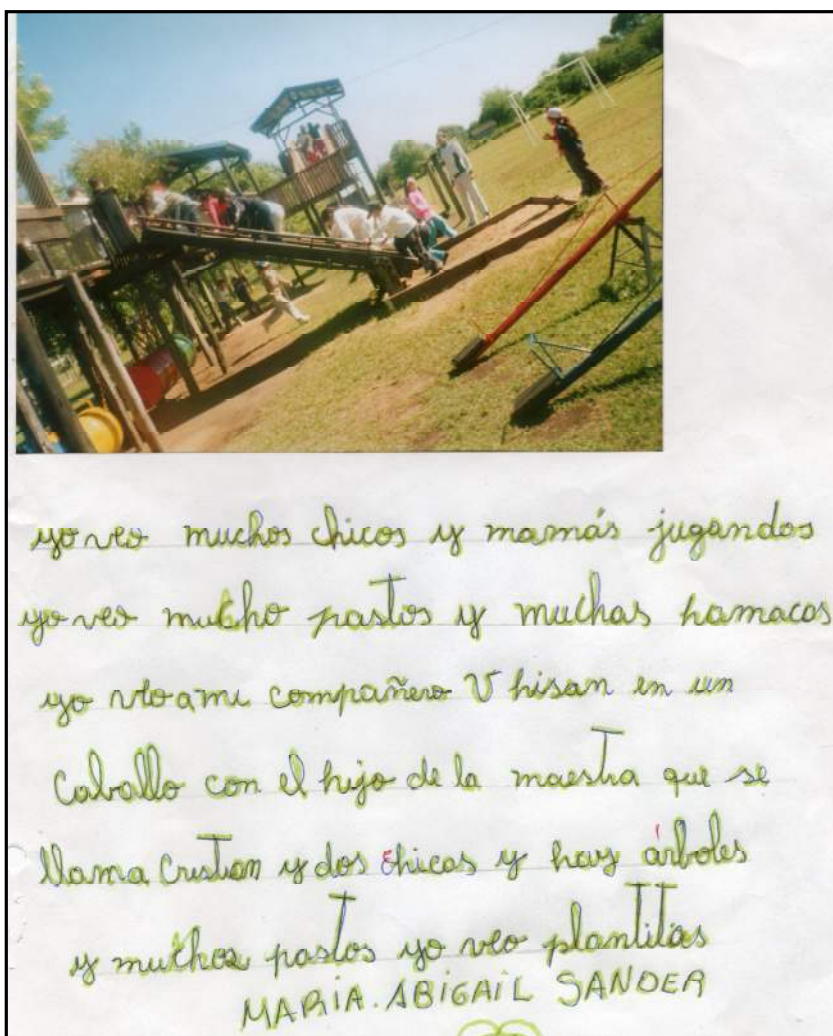 yo veo muchos chicos y mamás jugandos
yo veo mucho pastos y muchas hamacas
yo veo a mi compañero V hisan en un
Caballo con el hijo de la maestra que se
llama Cristian y dos chicas y hay árboles
y muchos pastos yo veo plantitas
MARIA. ABIGAIL SANDER